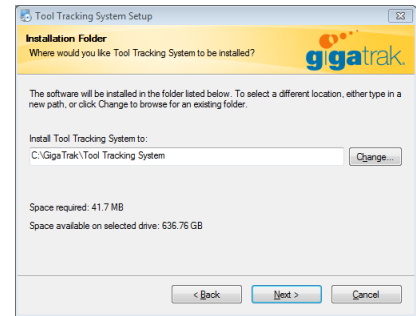 Tool Tracking System Setup
Installation Folder
Where would you like Tool Tracking System to be installed?
gigatrak.
The software will be installed in the folder listed below. To select a different location, either type in a
new path, or click Change to browse for an existing folder.
Install Tool Tracking System to:
C:\GigaTrak\Tool Tracking System
Change...
Space required: 41.7 MB
Space available on selected drive: 636.76 GB
< Back
Next >
Cancel